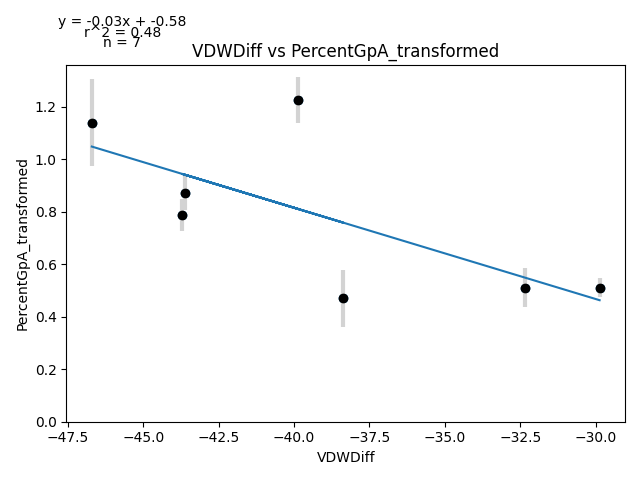 y = -0.03x + -0.58
r^2 = 0.48
n = 7
VDWDiff vs PercentGpA_transformed
PercentGpA_transformed
1.2
1.0
0.8
0.6
0.4
0.2
0.0
−47.5 −45.0 −42.5 −40.0 −37.5 −35.0 −32.5 −30.0
VDWDiff